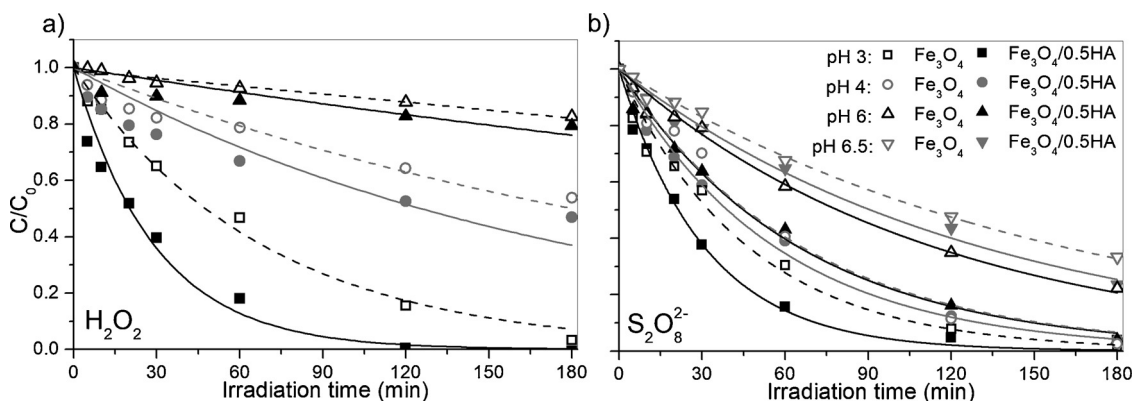 a)
C/C0
1.0
0.8
0.6
0.4
0.2
0.0
H2O2
0 30 60 90 120 150 180
Irradiation time (min)
b)
pH 3: Fe3O4 Fe3O4/0.5HA
pH 4: Fe3O4 Fe3O4/0.5HA
pH 6: Fe3O4 Fe3O4/0.5HA
pH 6.5: Fe3O4 Fe3O4/0.5HA
S2O8 2-
0 30 60 90 120 150 180
Irradiation time (min)